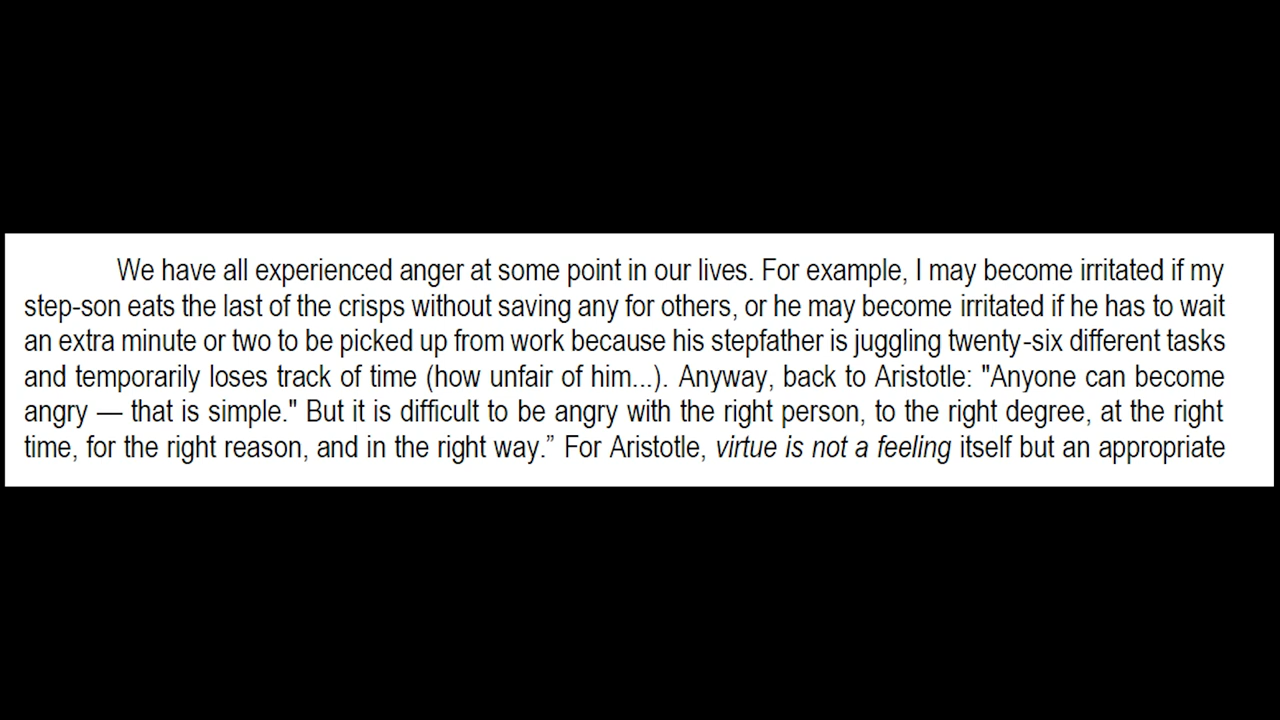 We have all experienced anger at some point in our lives. For example, I may become irritated if my
step-son eats the last of the crisps without saving any for others, or he may become irritated if he has to wait
an extra minute or two to be picked up from work because his stepfather is juggling twenty-six different tasks
and temporarily loses track of time (how unfair of him...). Anyway, back to Aristotle: "Anyone can become
angry — that is simple." But it is difficult to be angry with the right person, to the right degree, at the right
time, for the right reason, and in the right way.” For Aristotle, virtue is not a feeling itself but an appropriate